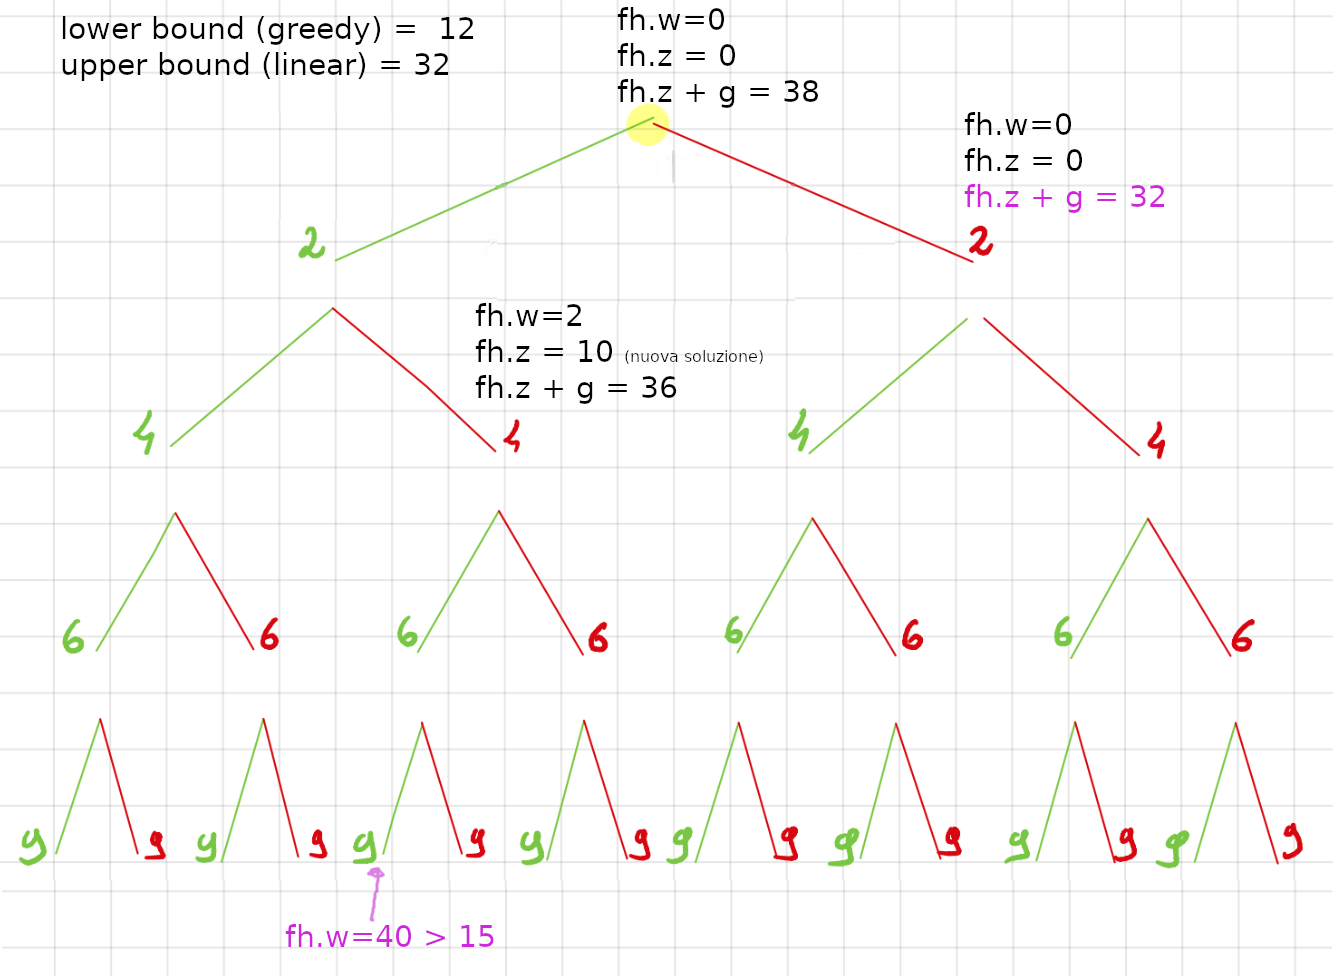 lower bound (greedy) = 12
upper bound (linear) = 32
fh.w=0
fh.z = 0
fh.z + g = 38
fh.w=0
fh.z = 0
fh.z + g = 32
2 2
fh.w=2
fh.z = 10 (nuova soluzione)
fh.z + g = 36
4 4 4 4
6 6 6 6 6 6 6 6
9 9 9 9 9 9 9 9 9 9 9 9 9 9 9 9
fh.w=40 > 15